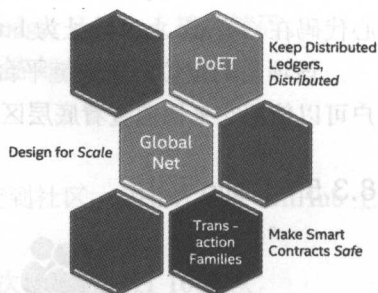 PoET
Keep Distributed
Ledgers,
Distributed
Design for Scale
Global
Net
Trans -
action
Families
Make Smart
Contracts Safe